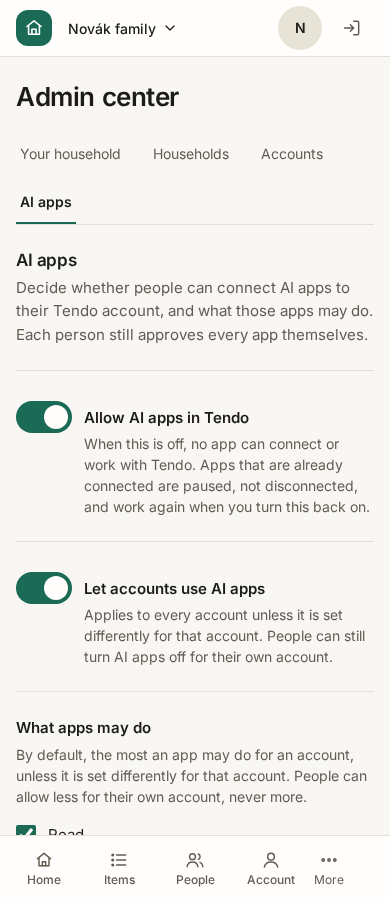 Novák family
N
Admin center
Your household
Households
Accounts
AI apps
AI apps
Decide whether people can connect AI apps to
their Tendo account, and what those apps may do.
Each person still approves every app themselves.
Allow AI apps in Tendo
When this is off, no app can connect or
work with Tendo. Apps that are already
connected are paused, not disconnected,
and work again when you turn this back on.
Let accounts use AI apps
Applies to every account unless it is set
differently for that account. People can still
turn AI apps off for their own account.
What apps may do
By default, the most an app may do for an account,
unless it is set differently for that account. People can
allow less for their own account, never more.
Read
Home
Items
People
Account
More